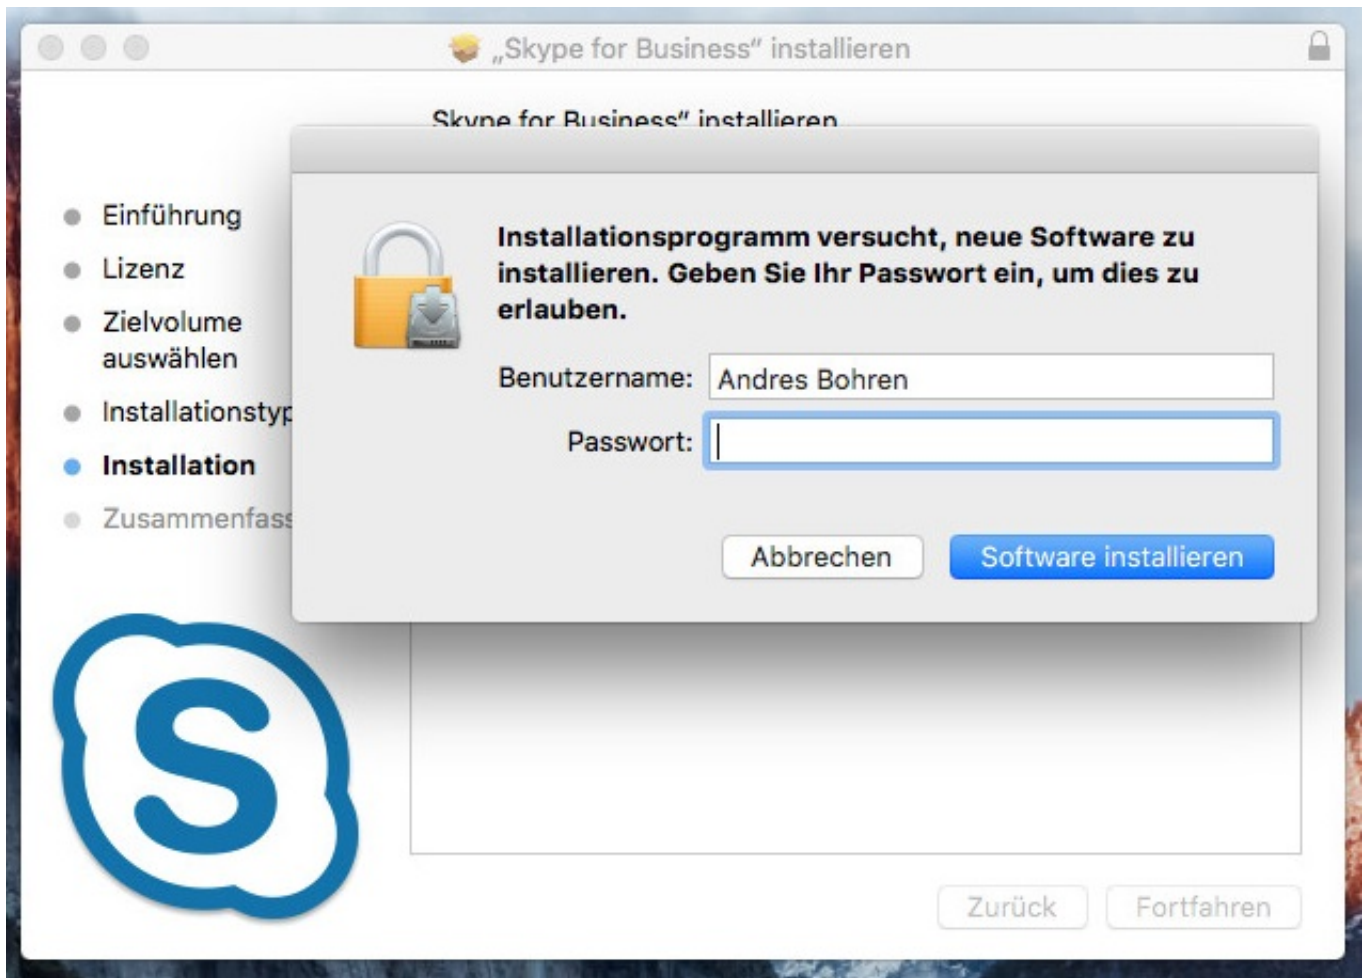 „Skype for Business“ installieren
Skype for Business“ installieren
Einführung
Lizenz
Zielvolume
auswählen
Installationstyp
Installation
Zusammenfass
Installationsprogramm versucht, neue Software zu
installieren. Geben Sie Ihr Passwort ein, um dies zu
erlauben.
Benutzername: Andres Bohren
Passwort:
Abbrechen Software installieren
S
Zurück Fortfahren